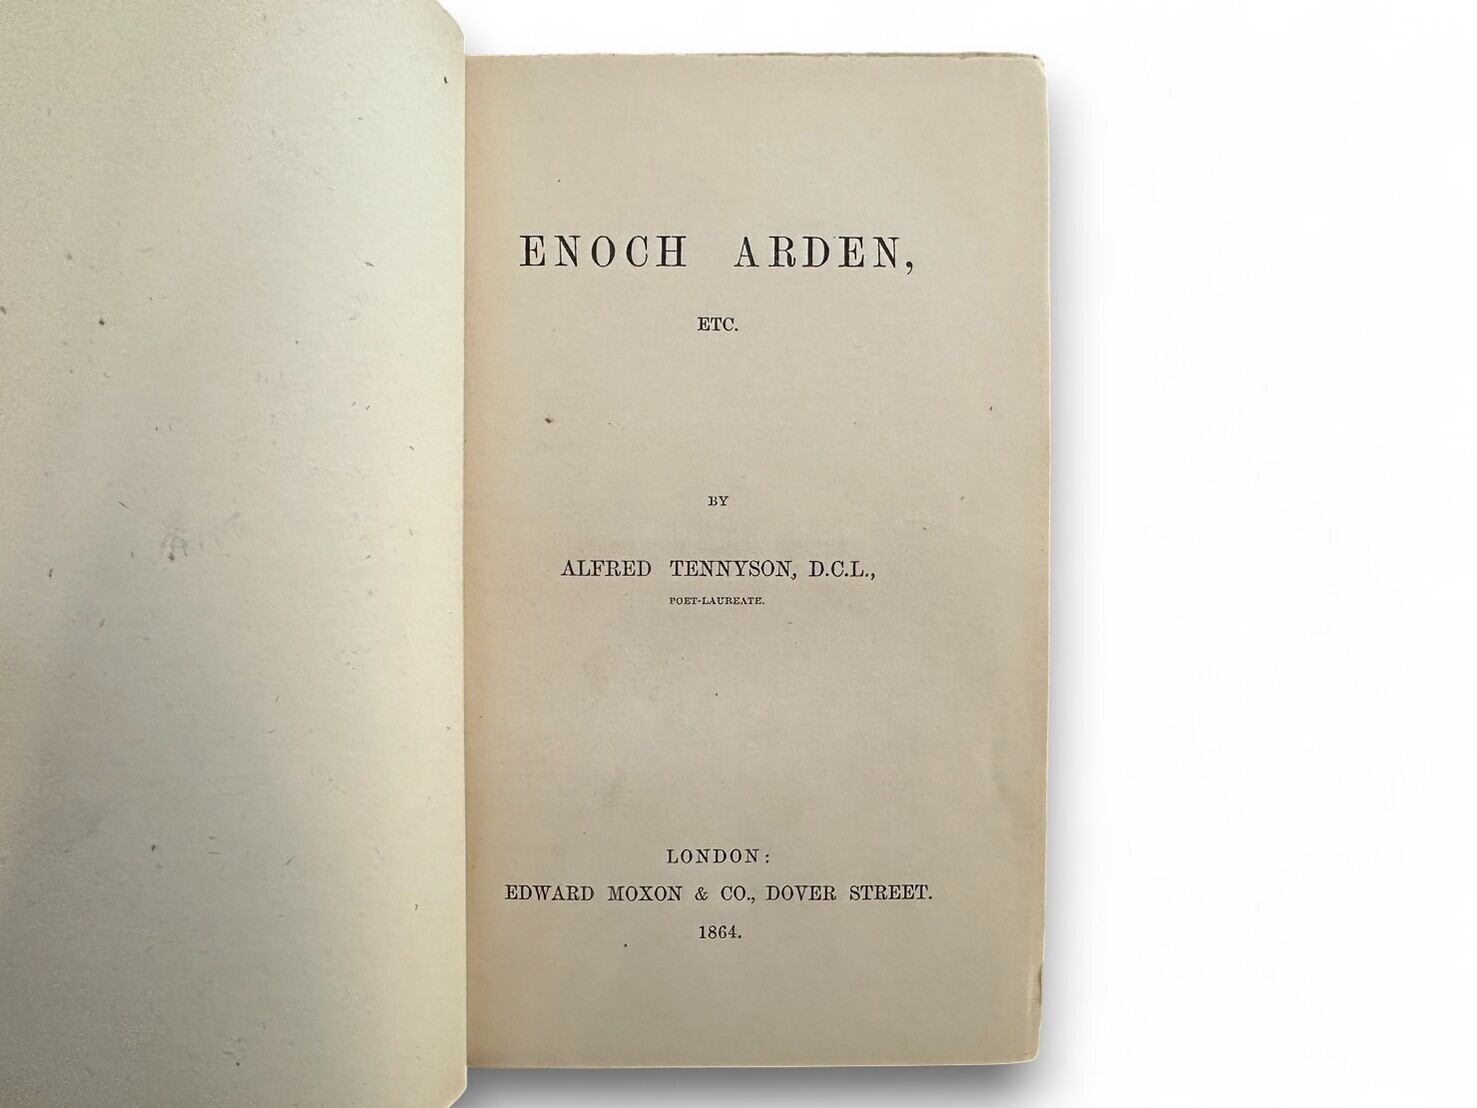 ENOCH ARDEN,
ETC.
BY
ALFRED TENNYSON, D.C.L.,
POET-LAUREATE.
LONDON:
EDWARD MOXON & CO., DOVER STREET.
1864.